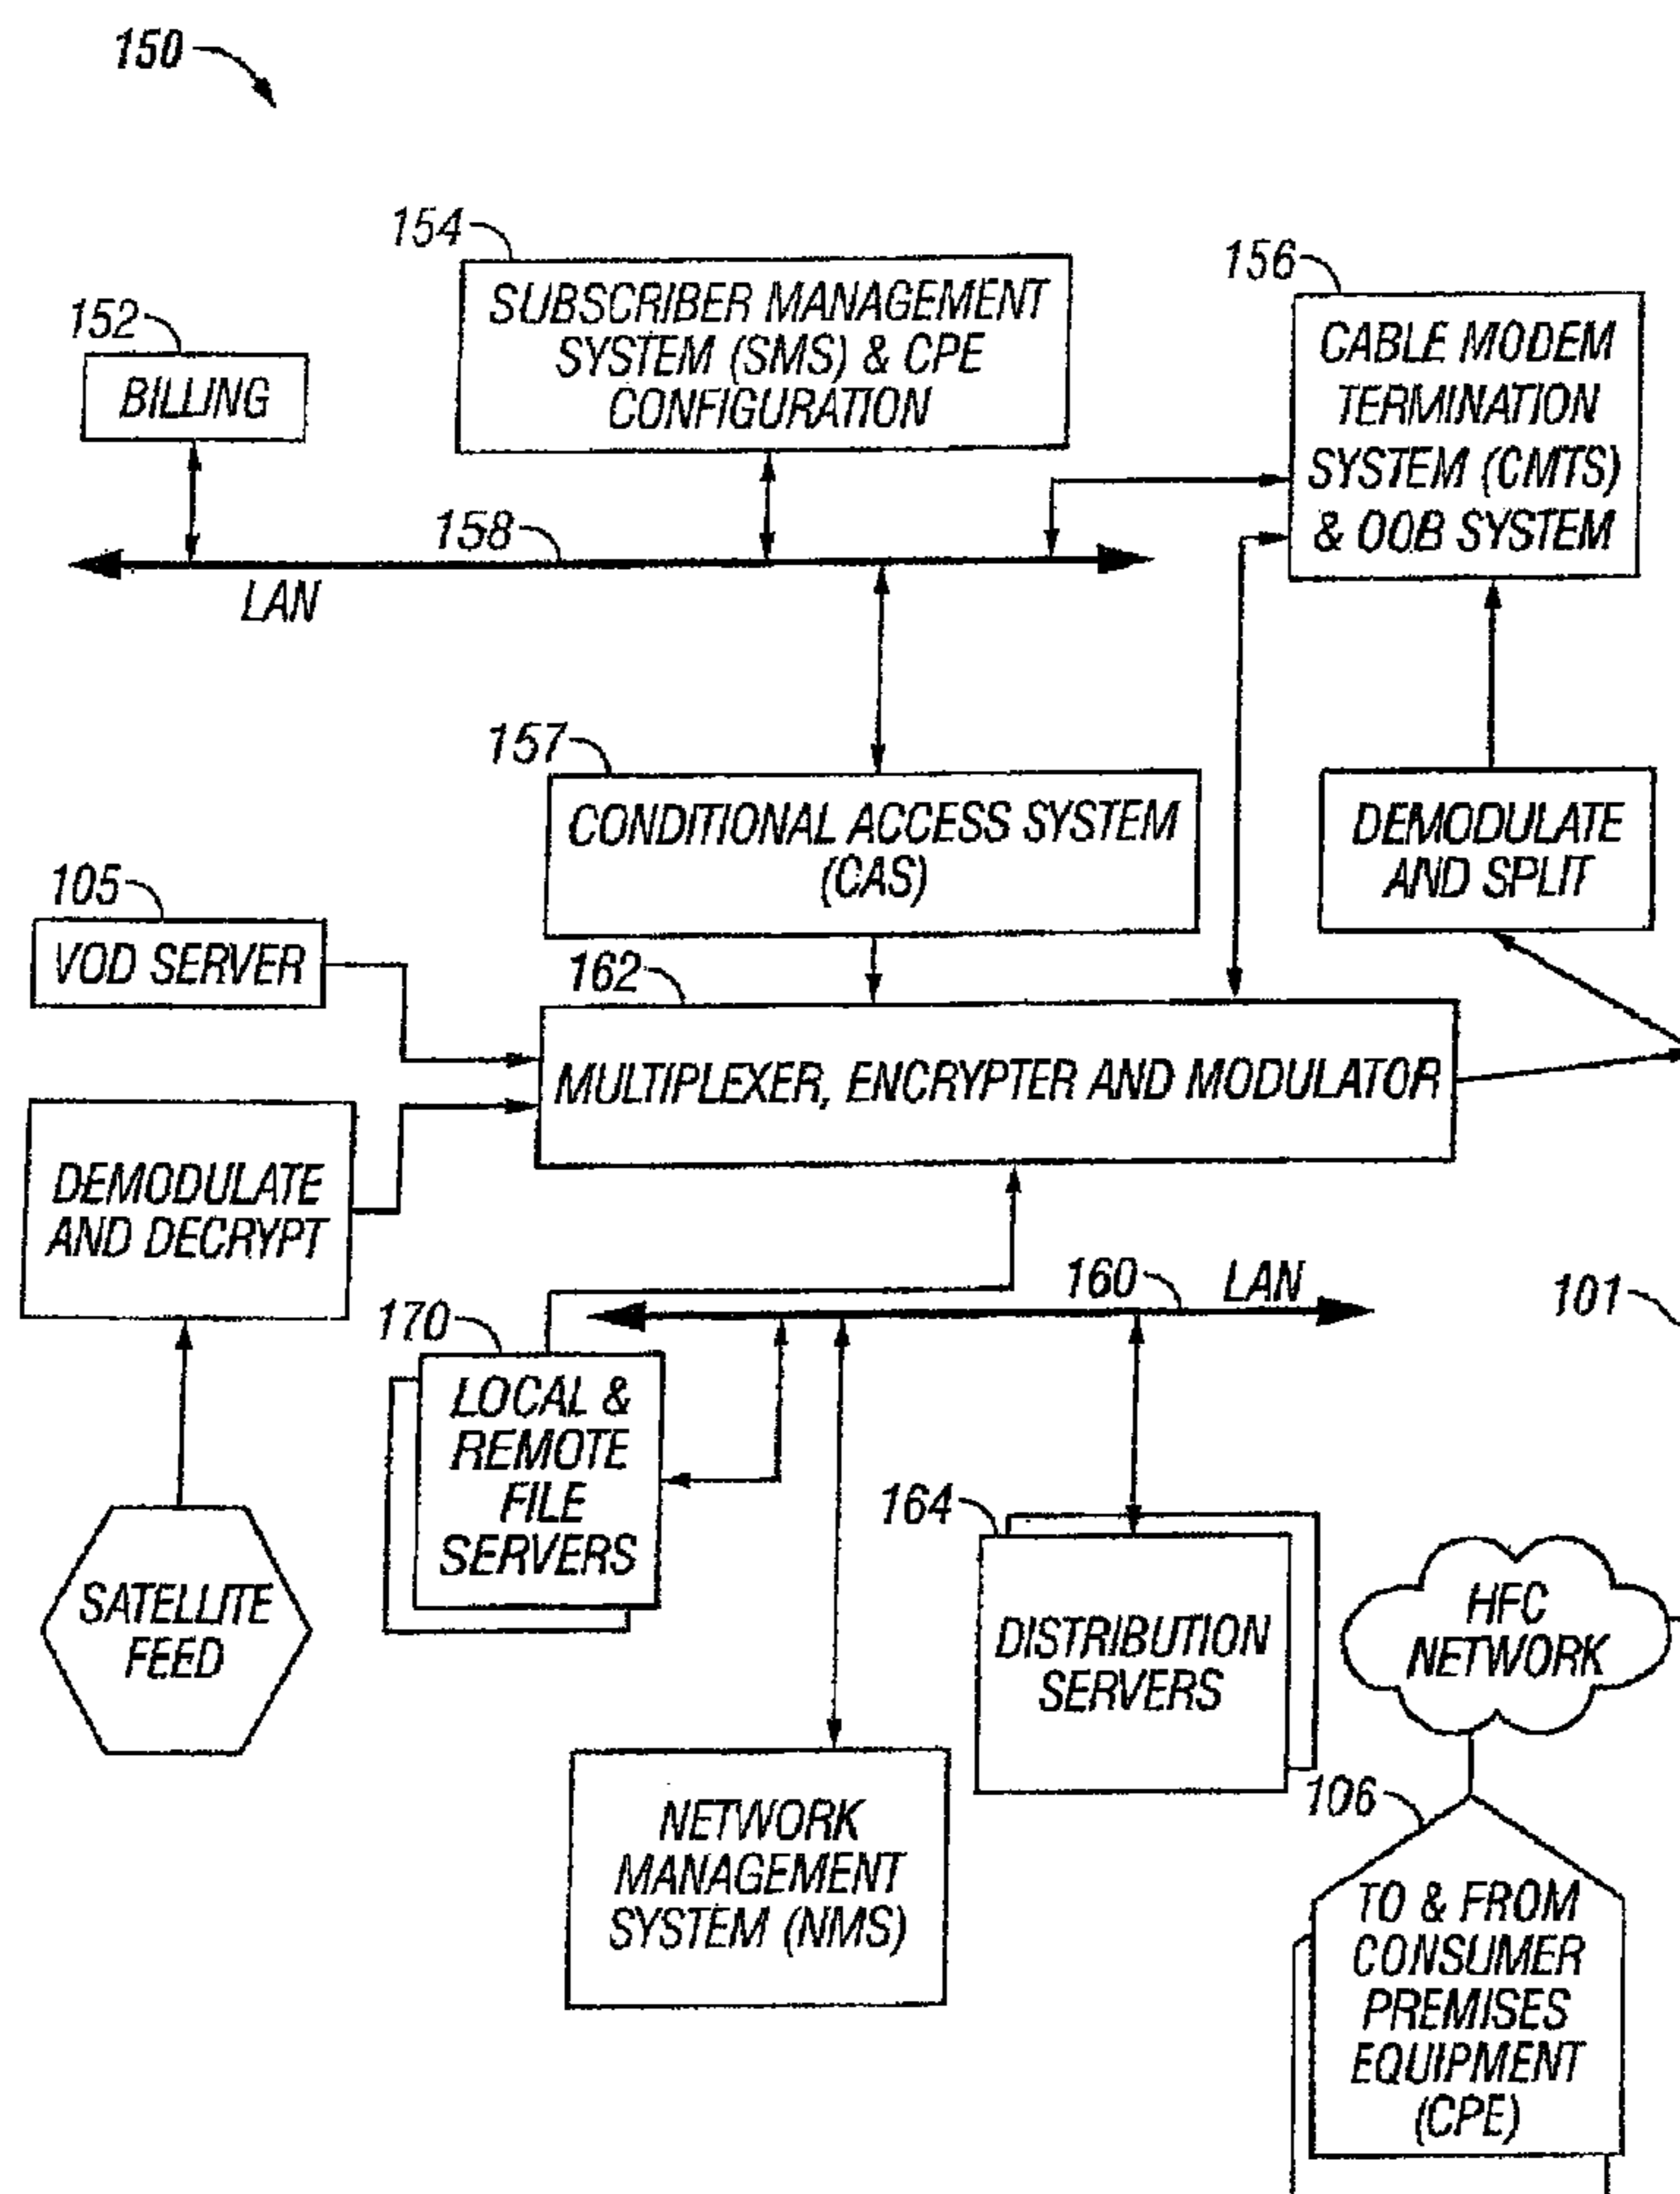 150
154
SUBSCRIBER MANAGEMENT
SYSTEM (SMS) & CPE
CONFIGURATION
156
CABLE MODEM
TERMINATION
SYSTEM (CMTS)
& OOB SYSTEM
152
BILLING
158
LAN
157
CONDITIONAL ACCESS SYSTEM
(CAS)
DEMODULATE
AND SPLIT
105
VOD SERVER
162
MULTIPLEXER, ENCRYPTER AND MODULATOR
DEMODULATE
AND DECRYPT
160
LAN
101
170
LOCAL &
REMOTE
FILE
SERVERS
SATELLITE
FEED
164
DISTRIBUTION
SERVERS
HFC
NETWORK
NETWORK
MANAGEMENT
SYSTEM (NMS)
106
TO & FROM
CONSUMER
PREMISES
EQUIPMENT
(CPE)